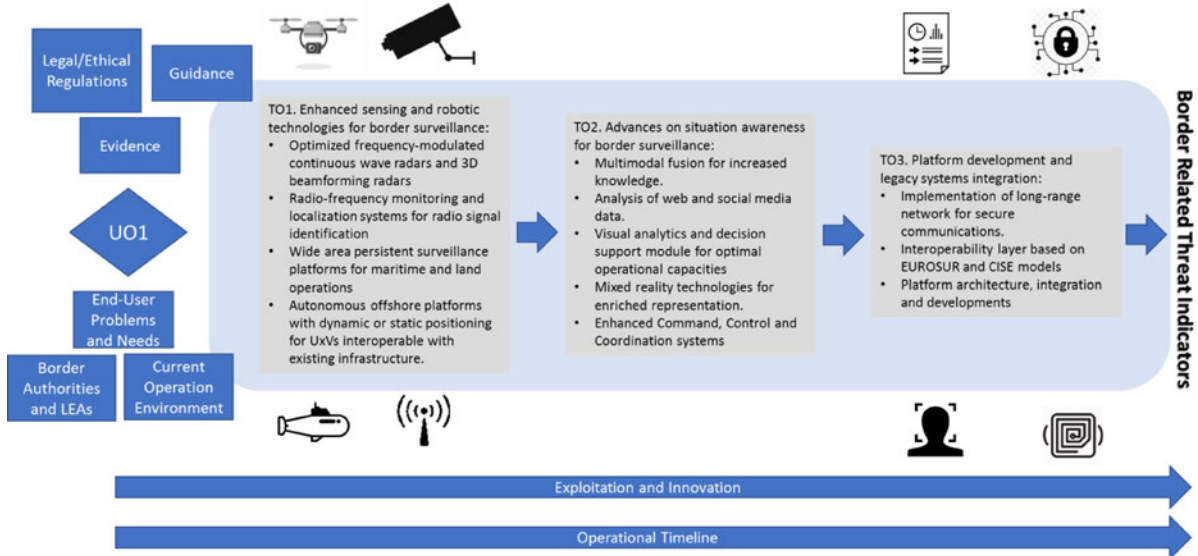 Legal/Ethical
Regulations
Guidance
Evidence
UO1
End-User
Problems
and Needs
Border
Authorities
and LEAs
Current
Operation
Environment
TO1. Enhanced sensing and robotic
technologies for border surveillance:
• Optimized frequency-modulated
continuous wave radars and 3D
beamforming radars
• Radio-frequency monitoring and
localization systems for radio signal
identification
• Wide area persistent surveillance
platforms for maritime and land
operations
• Autonomous offshore platforms
with dynamic or static positioning
for UxVs interoperable with
existing infrastructure.
TO2. Advances on situation awareness
for border surveillance:
• Multimodal fusion for increased
knowledge.
• Analysis of web and social media
data.
• Visual analytics and decision
support module for optimal
operational capacities
• Mixed reality technologies for
enriched representation.
• Enhanced Command, Control and
Coordination systems
TO3. Platform development and
legacy systems integration:
• Implementation of long-range
network for secure
communications.
• Interoperability layer based on
EUROSUR and CISE models
• Platform architecture, integration
and developments
Border Related Threat Indicators
Exploitation and Innovation
Operational Timeline